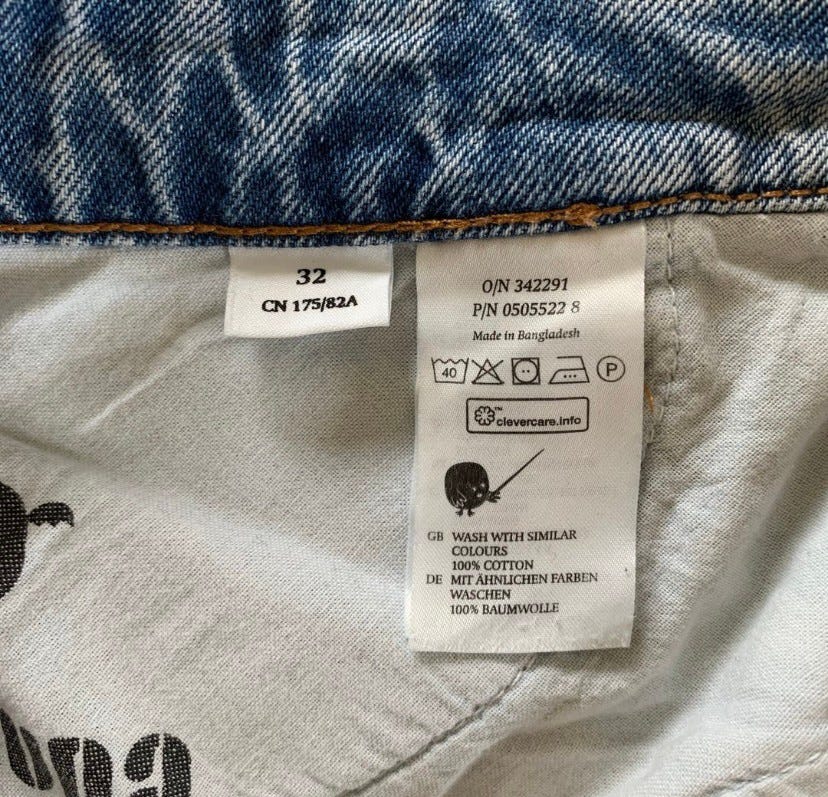 32
CN 175/82A
O/N 342291
P/N 0505522 8
Made in Bangladesh
40 P
™ clevercare.info
GB WASH WITH SIMILAR
COLOURS
100% COTTON
DE MIT ÄHNLICHEN FARBEN
WASCHEN
100% BAUMWOLLE